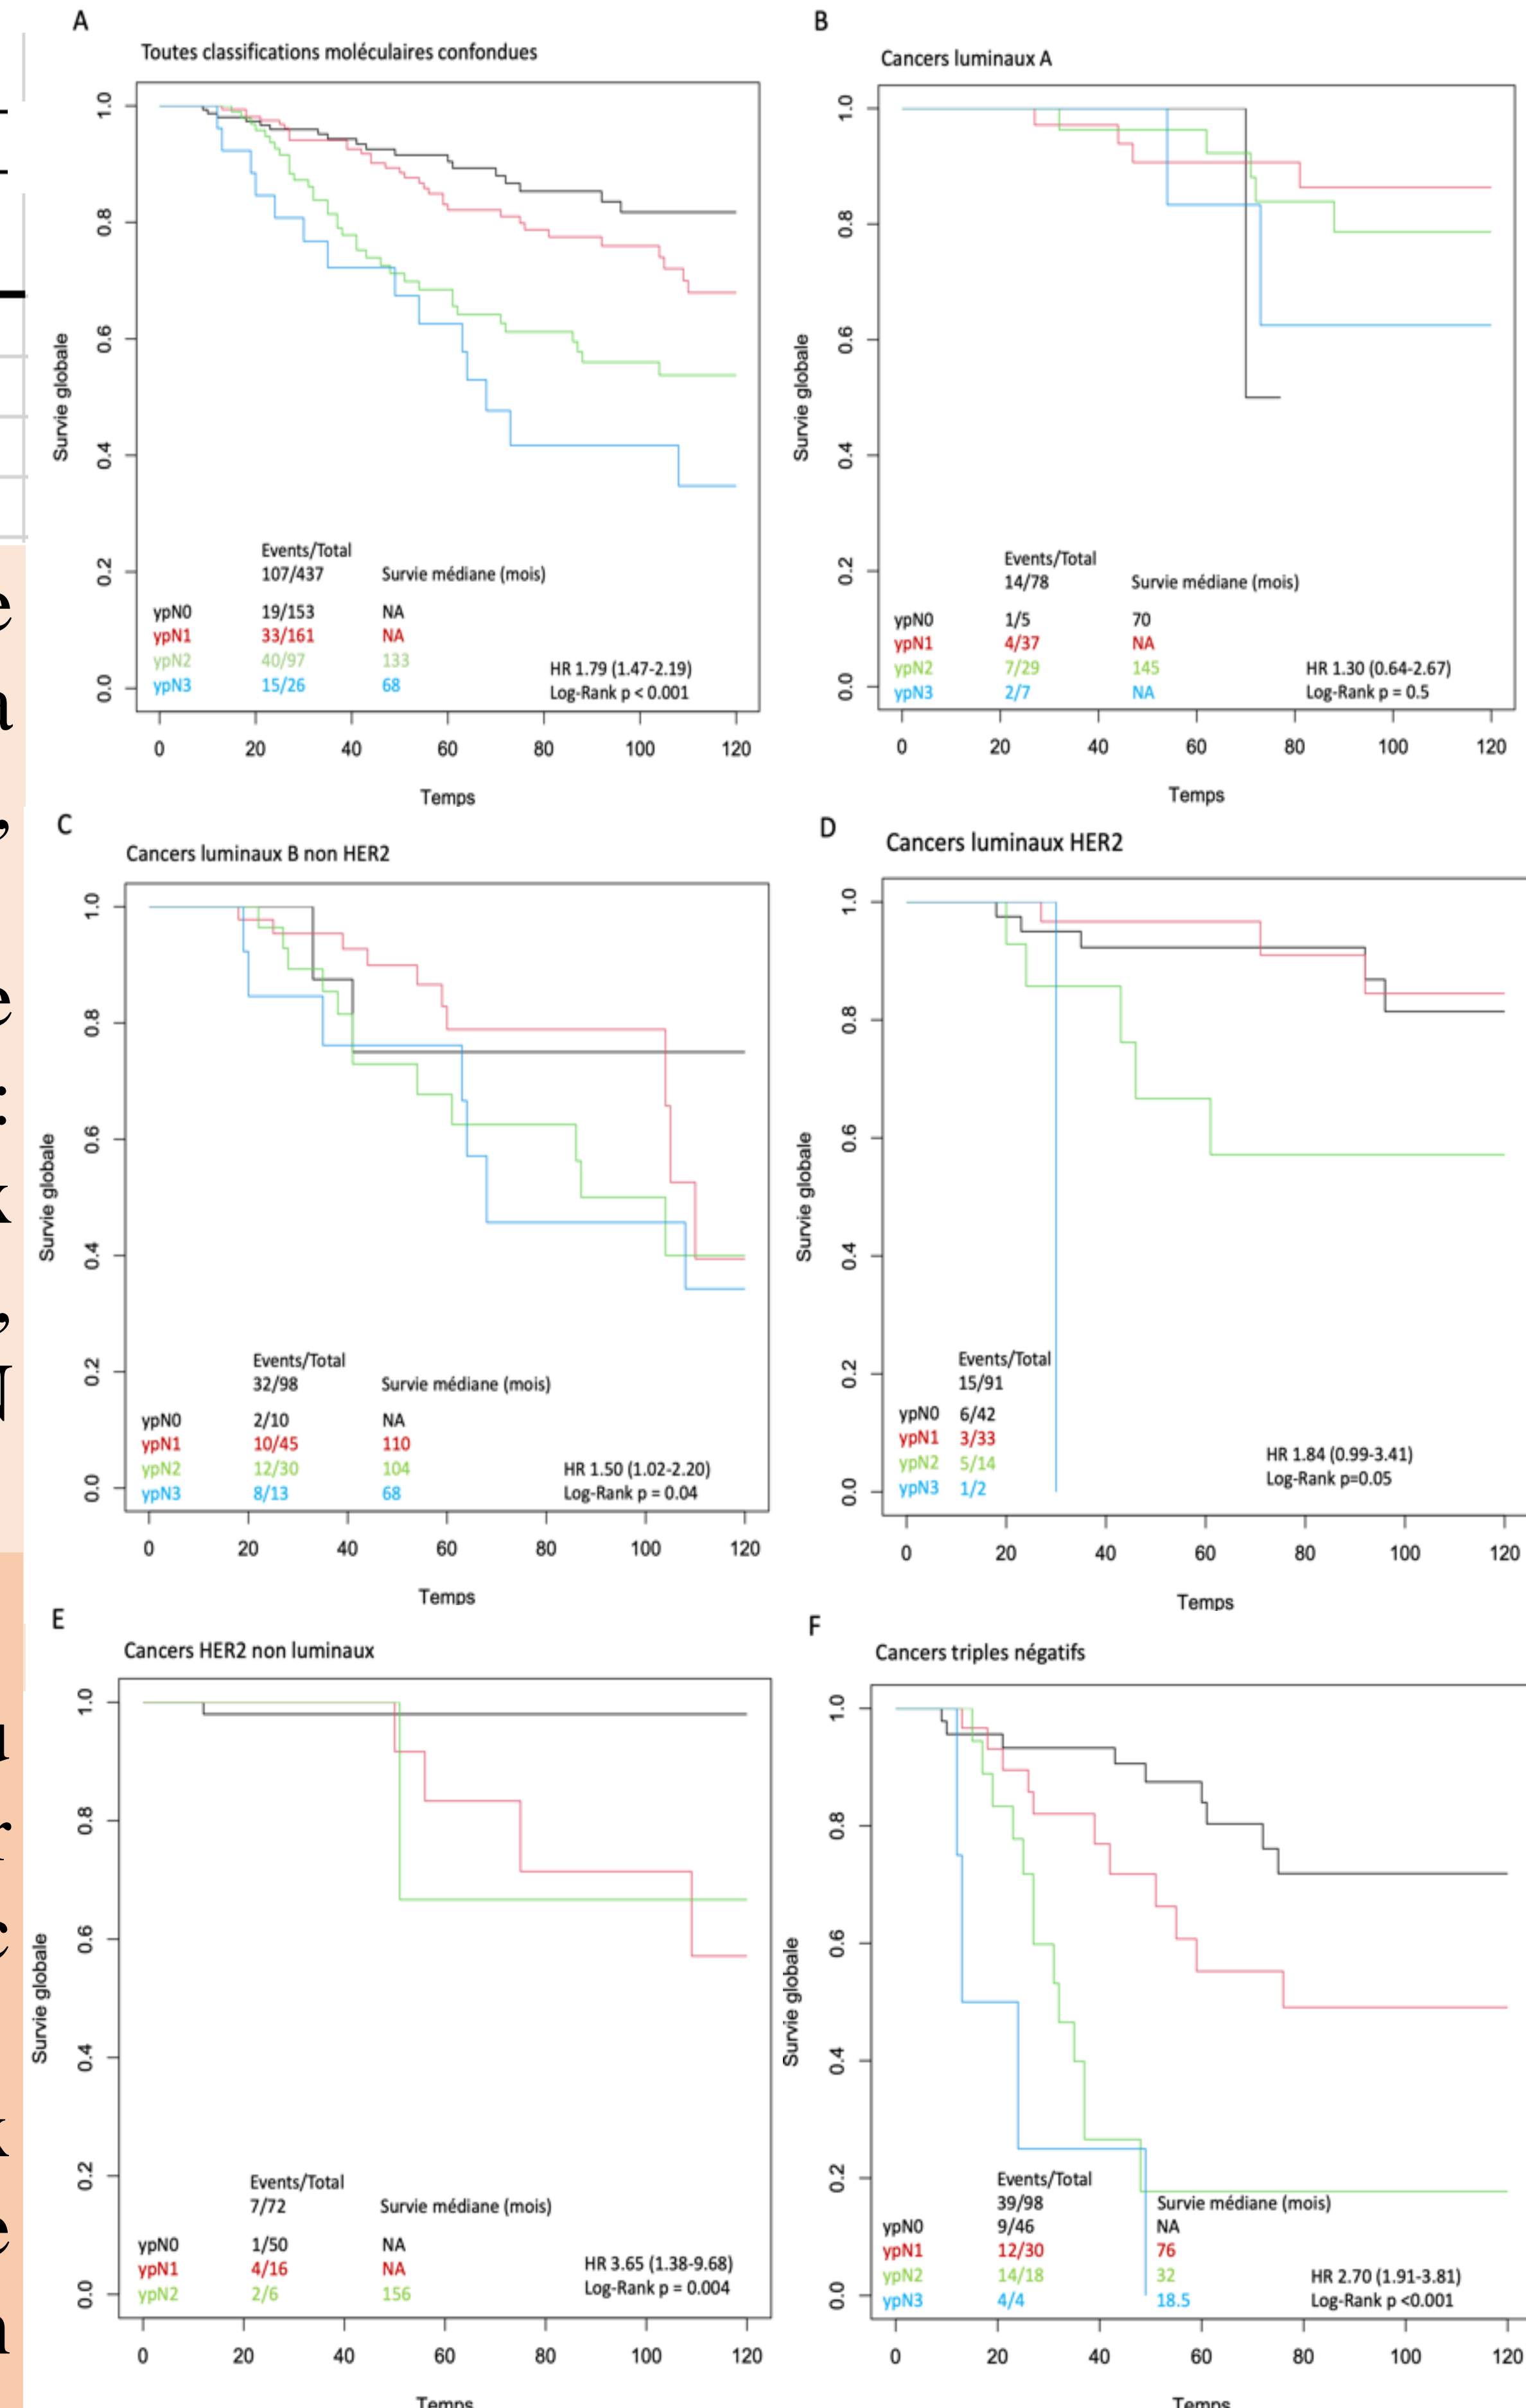 A
Toutes classifications moléculaires confondues
Survie globale
1.0
0.8
0.6
0.4
0.2
0.0
Events/Total
107/437 Survie médiane (mois)
ypN0 19/153 NA
ypN1 33/161 NA
ypN2 40/97 133
ypN3 15/26 68
HR 1.79 (1.47-2.19)
Log-Rank p < 0.001
0 20 40 60 80 100 120
Temps
B
Cancers luminaux A
Survie globale
1.0
0.8
0.6
0.4
0.2
0.0
Events/Total
14/78 Survie médiane (mois)
ypN0 1/5 70
ypN1 4/37 NA
ypN2 7/29 145
ypN3 2/7 NA
HR 1.30 (0.64-2.67)
Log-Rank p = 0.5
0 20 40 60 80 100 120
Temps
C
Cancers luminaux B non HER2
Survie globale
1.0
0.8
0.6
0.4
0.2
0.0
Events/Total
32/98 Survie médiane (mois)
ypN0 2/10 NA
ypN1 10/45 110
ypN2 12/30 104
ypN3 8/13 68
HR 1.50 (1.02-2.20)
Log-Rank p = 0.04
0 20 40 60 80 100 120
Temps
D
Cancers luminaux HER2
Survie globale
1.0
0.8
0.6
0.4
0.2
0.0
Events/Total
15/91
ypN0 6/42
ypN1 3/33
ypN2 5/14
ypN3 1/2
HR 1.84 (0.99-3.41)
Log-Rank p=0.05
0 20 40 60 80 100 120
Temps
E
Cancers HER2 non luminaux
Survie globale
1.0
0.8
0.6
0.4
0.2
0.0
Events/Total
7/72 Survie médiane (mois)
ypN0 1/50 NA
ypN1 4/16 NA
ypN2 2/6 156
HR 3.65 (1.38-9.68)
Log-Rank p = 0.004
0 20 40 60 80 100 120
Temps
F
Cancers triples négatifs
Survie globale
1.0
0.8
0.6
0.4
0.2
0.0
Events/Total
39/98 Survie médiane (mois)
ypN0 9/46 NA
ypN1 12/30 76
ypN2 14/18 32
ypN3 4/4 18.5
HR 2.70 (1.91-3.81)
Log-Rank p <0.001
0 20 40 60 80 100 120
Temps